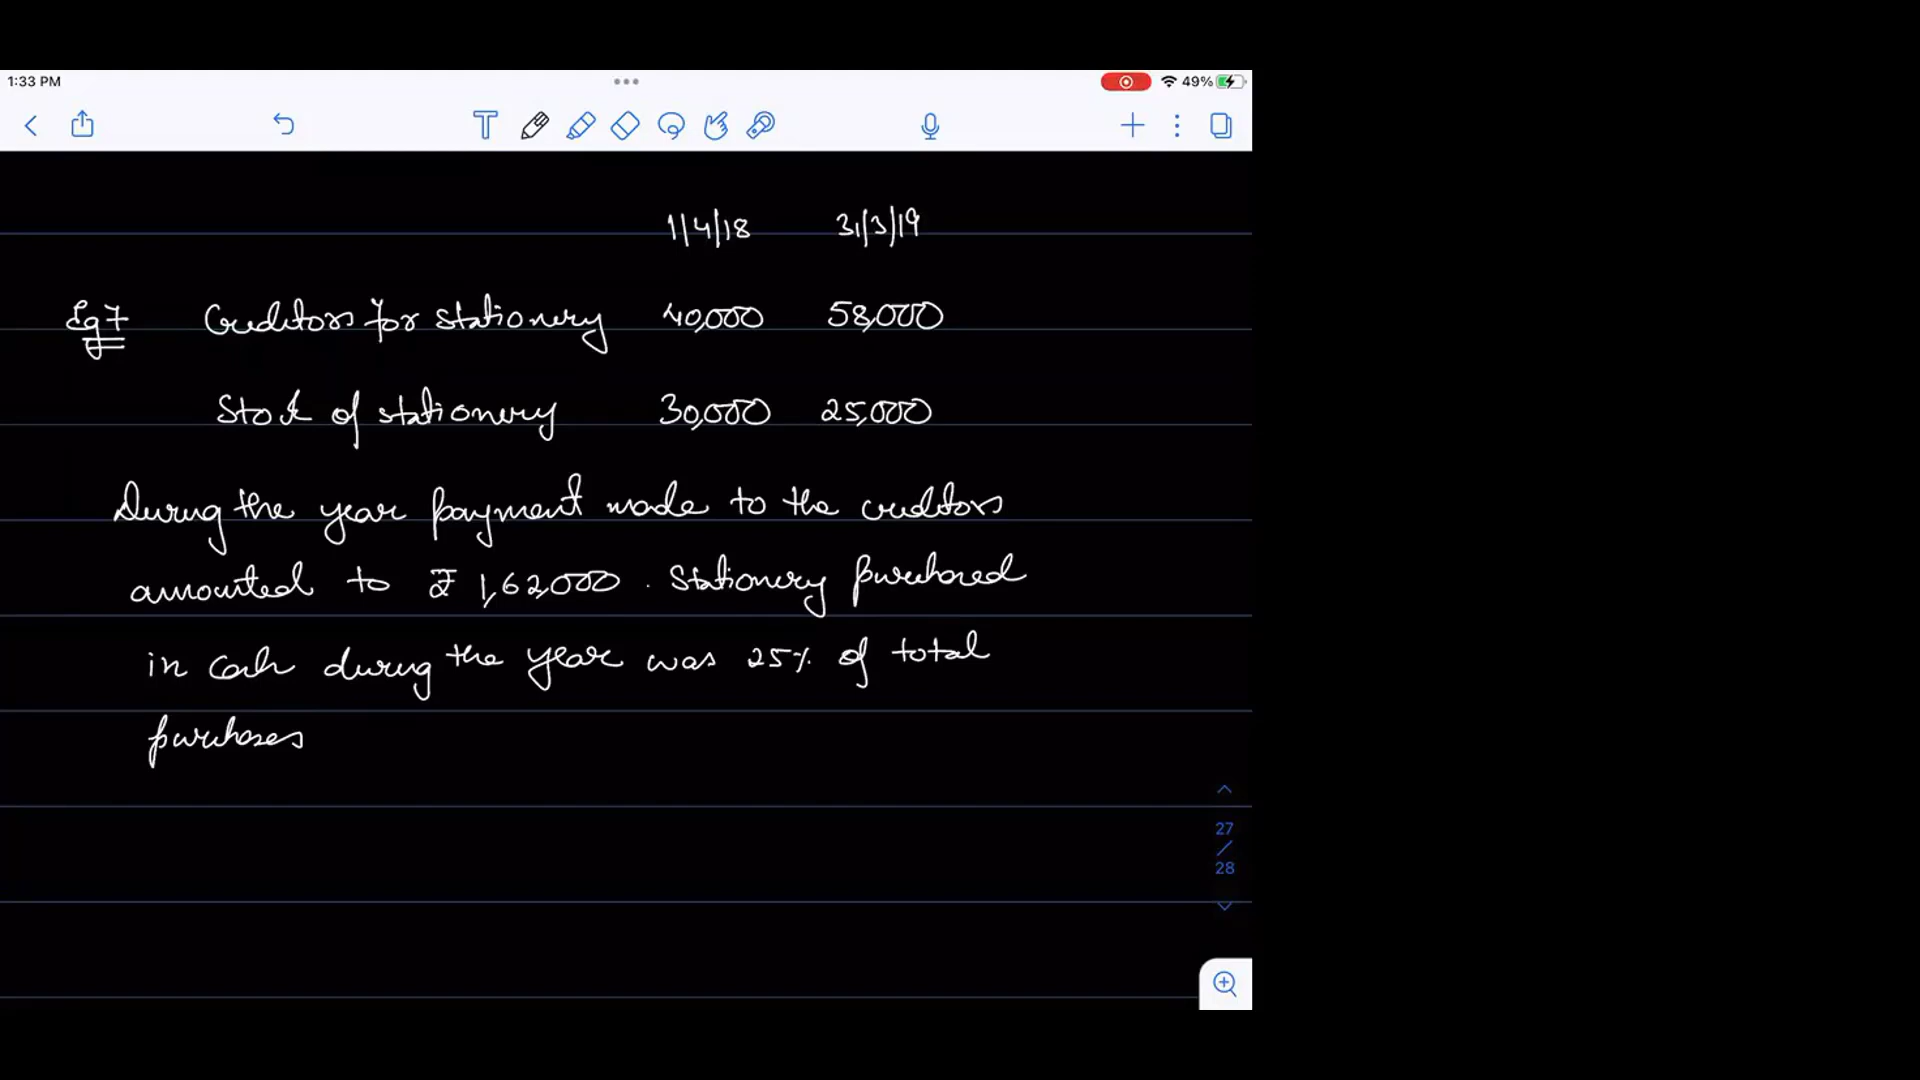 1:33 PM
49%
1/4/18 31/3/19
Eg 7 Creditors for stationery 40,000 58,000
Stock of stationery 30,000 25,000
During the year payment made to the creditors
amounted to ₹ 1,62,000. Stationery purchased
in cash during the year was 25% of total
purchases
27
/
28